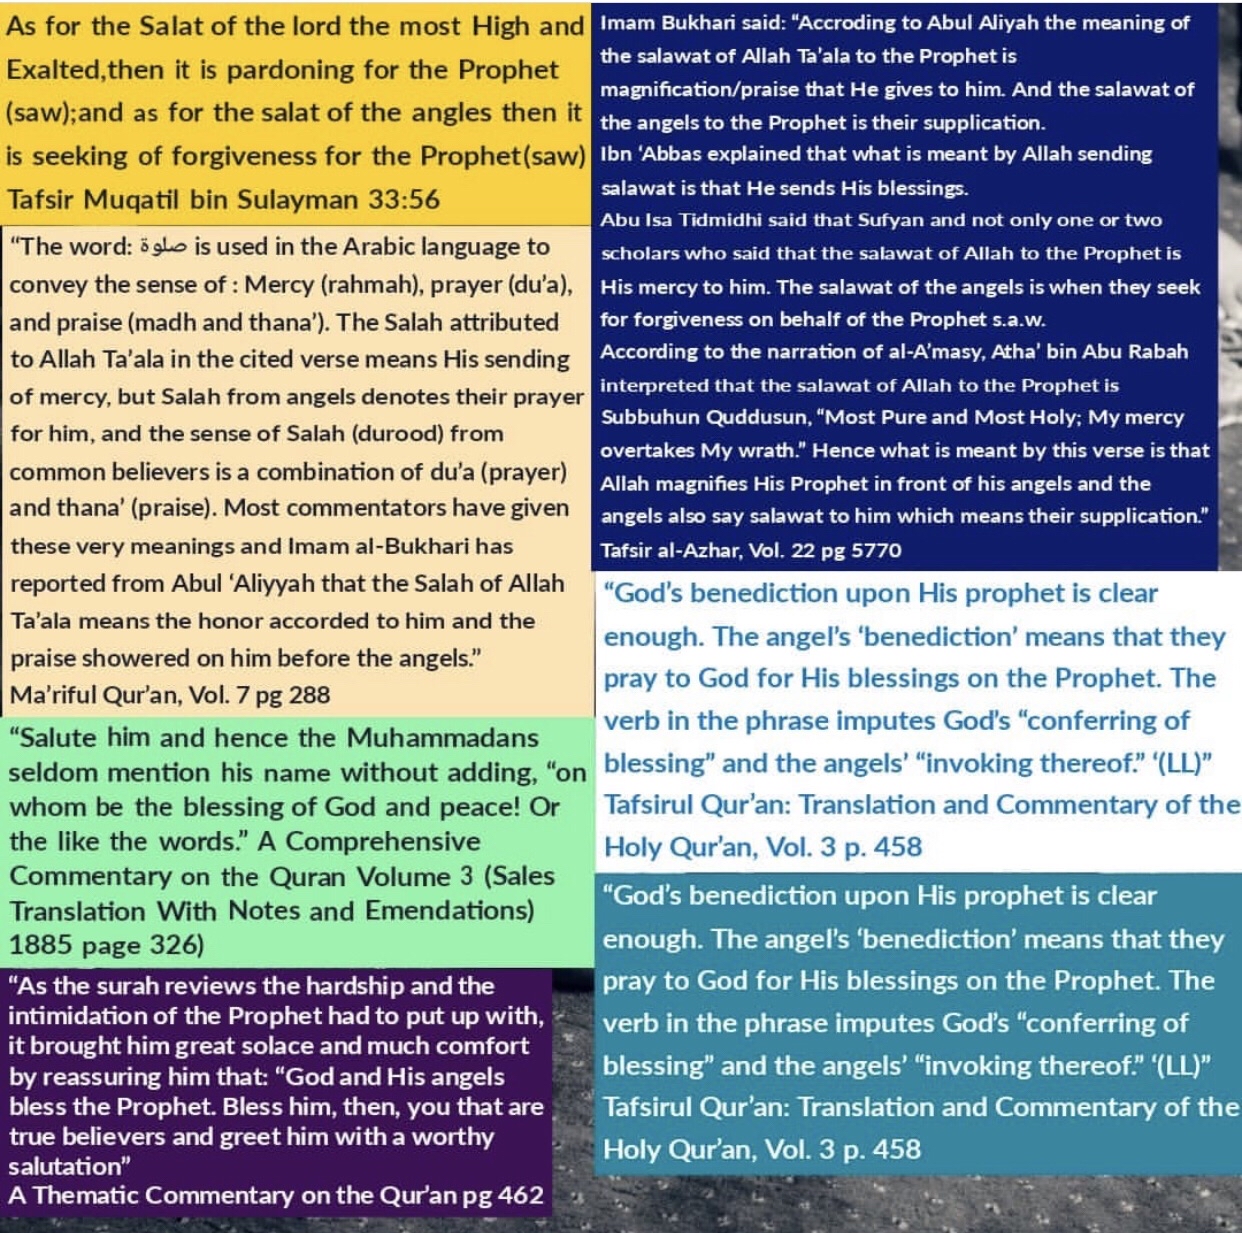 As for the Salat of the lord the most High and
Exalted,then it is pardoning for the Prophet
(saw);and as for the salat of the angles then it
is seeking of forgiveness for the Prophet(saw)
Tafsir Muqatil bin Sulayman 33:56
“The word: صلوة is used in the Arabic language to
convey the sense of : Mercy (rahmah), prayer (du’a),
and praise (madh and thana’). The Salah attributed
to Allah Ta’ala in the cited verse means His sending
of mercy, but Salah from angels denotes their prayer
for him, and the sense of Salah (durood) from
common believers is a combination of du’a (prayer)
and thana’ (praise). Most commentators have given
these very meanings and Imam al-Bukhari has
reported from Abul ‘Aliyyah that the Salah of Allah
Ta’ala means the honor accorded to him and the
praise showered on him before the angels.”
Ma’riful Qur’an, Vol. 7 pg 288
“Salute him and hence the Muhammadans
seldom mention his name without adding, “on
whom be the blessing of God and peace! Or
the like the words.” A Comprehensive
Commentary on the Quran Volume 3 (Sales
Translation With Notes and Emendations)
1885 page 326)
“As the surah reviews the hardship and the
intimidation of the Prophet had to put up with,
it brought him great solace and much comfort
by reassuring him that: “God and His angels
bless the Prophet. Bless him, then, you that are
true believers and greet him with a worthy
salutation”
A Thematic Commentary on the Qur’an pg 462
Imam Bukhari said: “Accroding to Abul Aliyah the meaning of
the salawat of Allah Ta’ala to the Prophet is
magnification/praise that He gives to him. And the salawat of
the angels to the Prophet is their supplication.
Ibn ‘Abbas explained that what is meant by Allah sending
salawat is that He sends His blessings.
Abu Isa Tidmidhi said that Sufyan and not only one or two
scholars who said that the salawat of Allah to the Prophet is
His mercy to him. The salawat of the angels is when they seek
for forgiveness on behalf of the Prophet s.a.w.
According to the narration of al-A’masy, Atha’ bin Abu Rabah
interpreted that the salawat of Allah to the Prophet is
Subbuhun Quddusun, “Most Pure and Most Holy; My mercy
overtakes My wrath.” Hence what is meant by this verse is that
Allah magnifies His Prophet in front of his angels and the
angels also say salawat to him which means their supplication.”
Tafsir al-Azhar, Vol. 22 pg 5770
“God’s benediction upon His prophet is clear
enough. The angel’s ‘benediction’ means that they
pray to God for His blessings on the Prophet. The
verb in the phrase imputes God’s “conferring of
blessing” and the angels’ “invoking thereof.” ‘(LL)”
Tafsirul Qur’an: Translation and Commentary of the
Holy Qur’an, Vol. 3 p. 458
“God’s benediction upon His prophet is clear
enough. The angel’s ‘benediction’ means that they
pray to God for His blessings on the Prophet. The
verb in the phrase imputes God’s “conferring of
blessing” and the angels’ “invoking thereof.” ‘(LL)”
Tafsirul Qur’an: Translation and Commentary of the
Holy Qur’an, Vol. 3 p. 458